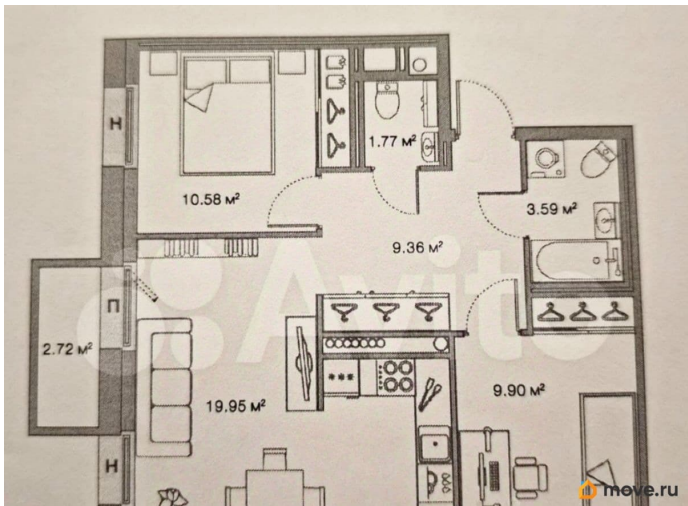 Н
1.77 м²
10.58 м²
3.59 м²
9.36 м²
П
2.72 м²
Avito
19.95 м²
9.90 м²
Н
move.ru